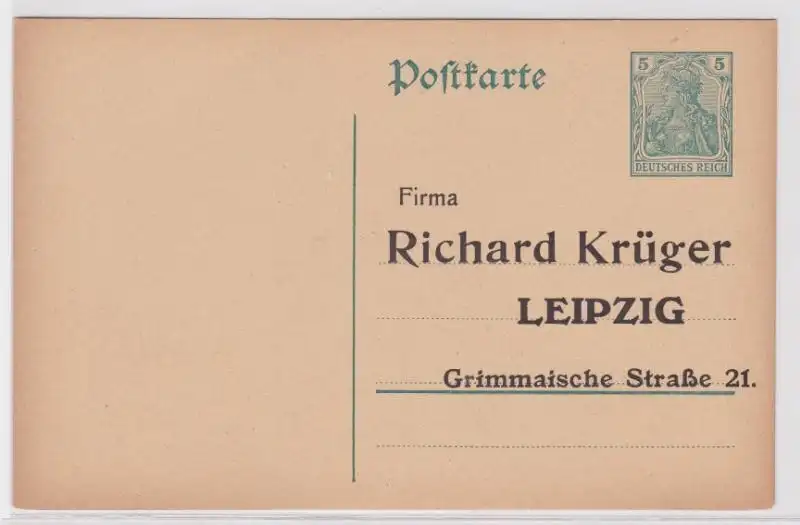 Poſtkarte
5 5
DEUTSCHES REICH
Firma
Richard Krüger
LEIPZIG
Grimmaische Straße 21.